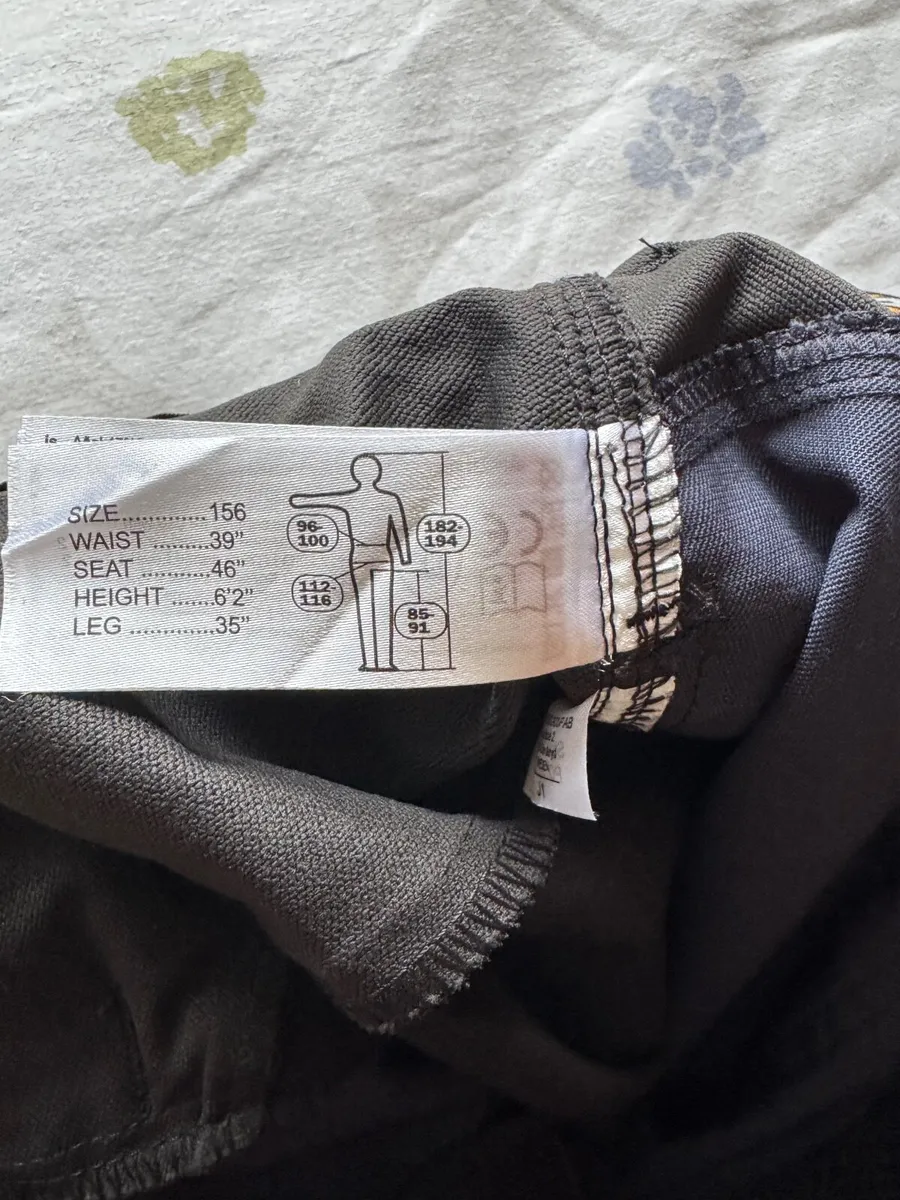 SIZE............. 156
WAIST .........39”
SEAT ...........46”
HEIGHT .......6’2”
LEG ..............35”
96-
100
182-
194
112
116
85-
91